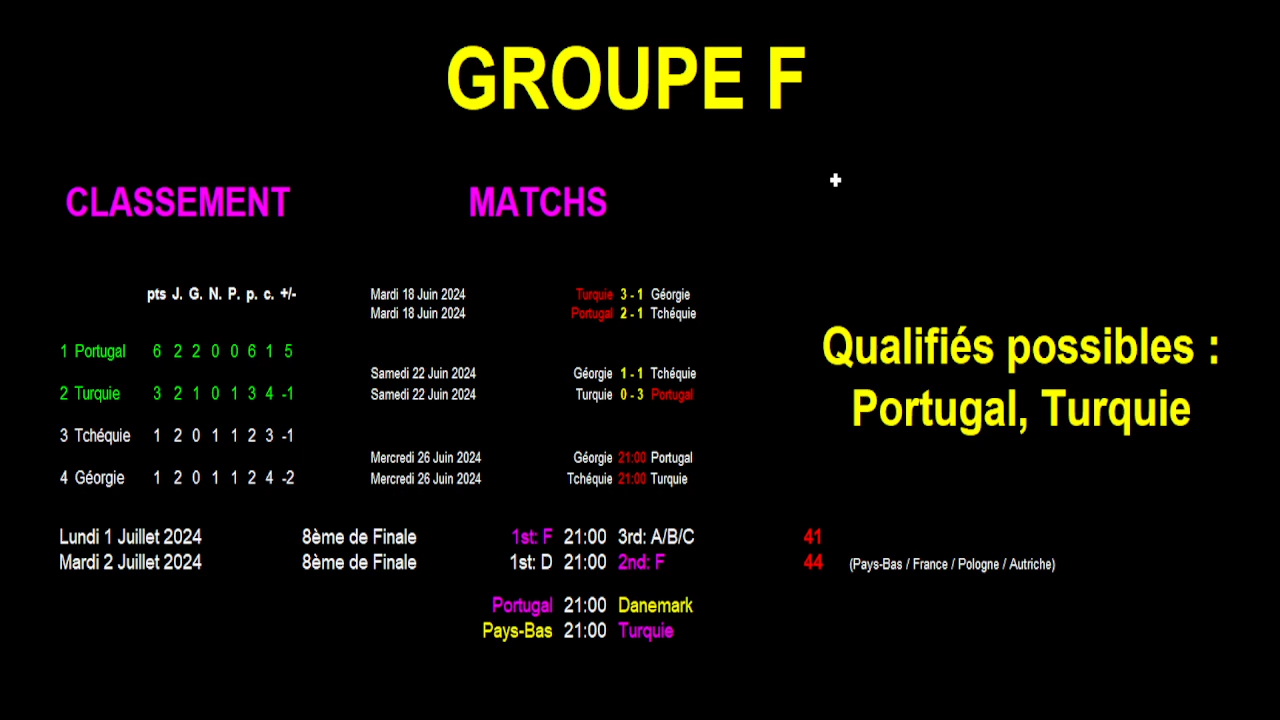 GROUPE F
CLASSEMENT
MATCHS
pts J. G. N. P. p. c. +/-
1 Portugal 6 2 2 0 0 6 1 5
2 Turquie 3 2 1 0 1 3 4 -1
3 Tchéquie 1 2 0 1 1 2 3 -1
4 Géorgie 1 2 0 1 1 2 4 -2
Mardi 18 Juin 2024 Turquie 3 - 1 Géorgie
Mardi 18 Juin 2024 Portugal 2 - 1 Tchéquie
Samedi 22 Juin 2024 Géorgie 1 - 1 Tchéquie
Samedi 22 Juin 2024 Turquie 0 - 3 Portugal
Mercredi 26 Juin 2024 Géorgie 21:00 Portugal
Mercredi 26 Juin 2024 Tchéquie 21:00 Turquie
Qualifiés possibles :
Portugal, Turquie
Lundi 1 Juillet 2024 8ème de Finale 1st: F 21:00 3rd: A/B/C 41
Mardi 2 Juillet 2024 8ème de Finale 1st: D 21:00 2nd: F 44 (Pays-Bas / France / Pologne / Autriche)
Portugal 21:00 Danemark
Pays-Bas 21:00 Turquie